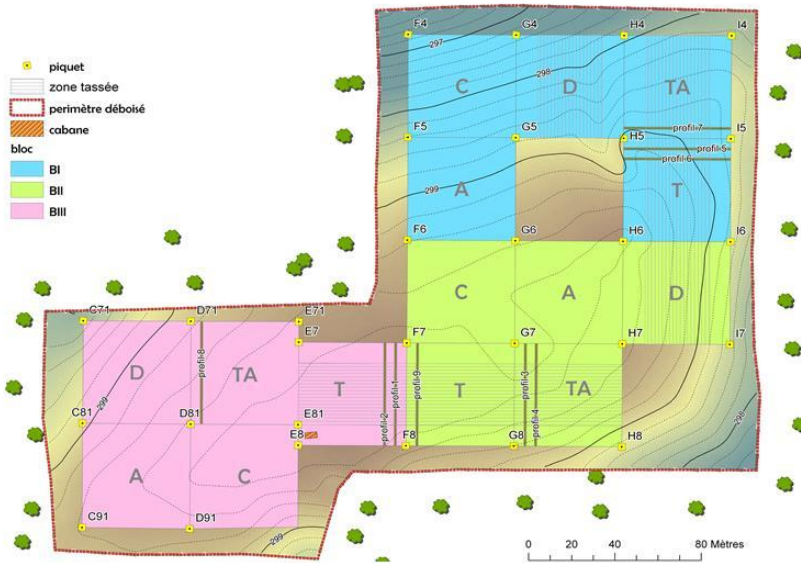 piquet
zone tassée
perimètre déboisé
cabane
bloc
BI
BII
BIII
F4 G4 H4 I4
297
298
C D TA
F5 G5 H5 profil-7 I5
profil-5
profil-6
299
A T
F6 G6 H6 I6
C A D
C71 D71 E71
E7 F7 G7 H7 I7
D profil-8 TA T profil-2 profil-1 profil-9 T profil-3 profil-4 TA
299
C81 D81 E81
E8 F8 G8 H8
298
A C
C91 D91
299
0 20 40 80 Mètres